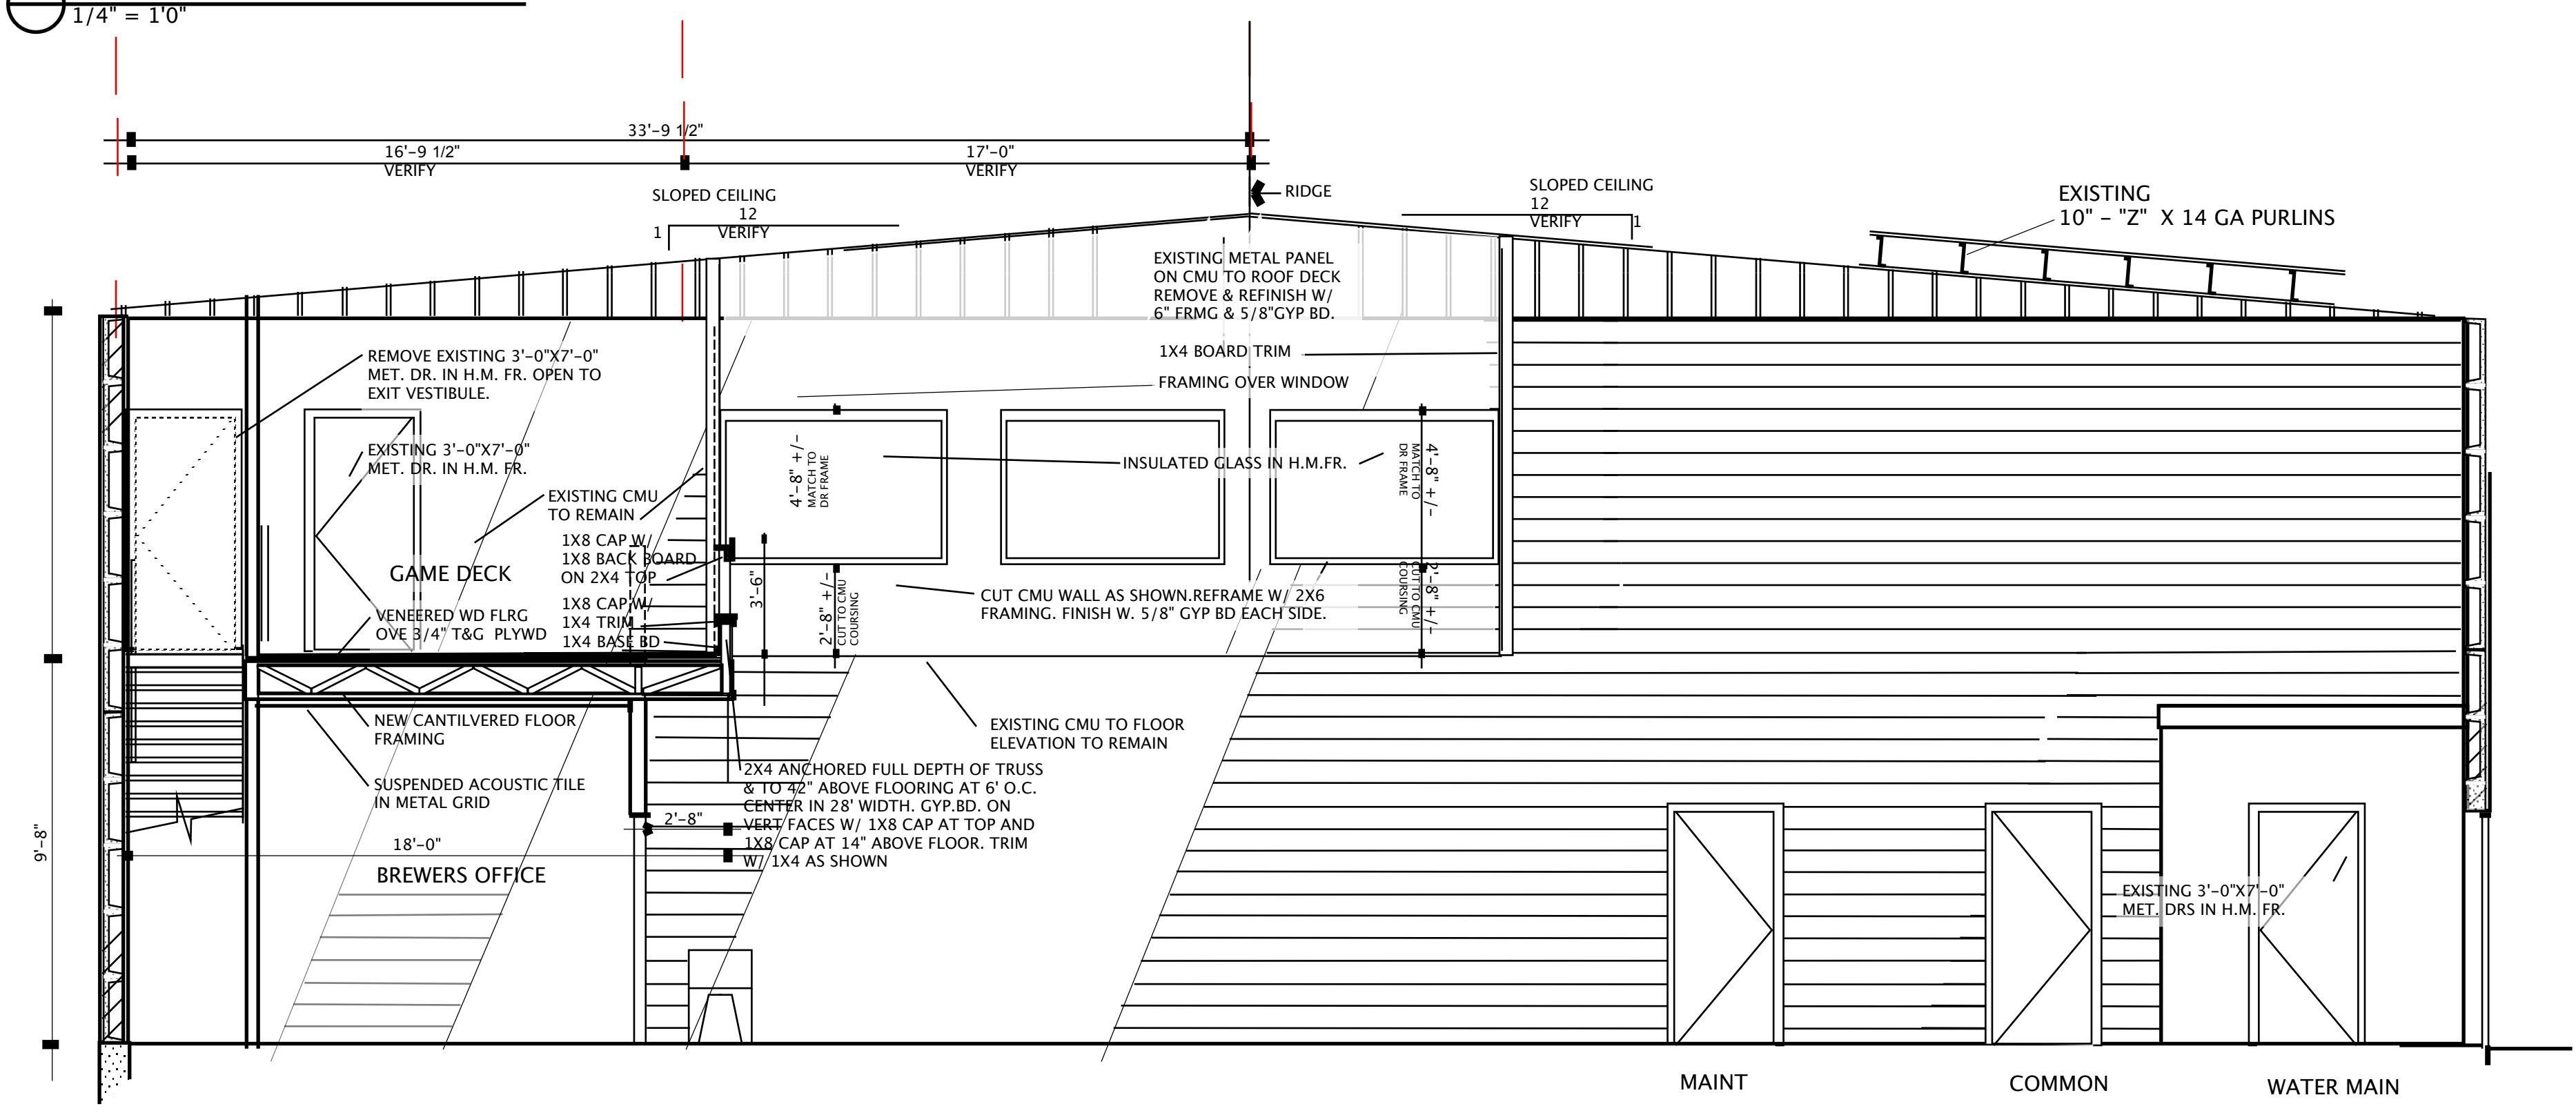 1/4" = 1'0"
33'-9 1/2"
16'-9 1/2"
VERIFY
17'-0"
VERIFY
SLOPED CEILING
12
1
VERIFY
RIDGE
SLOPED CEILING
12
VERIFY
1
EXISTING
10" - "Z"  X 14 GA PURLINS
EXISTING METAL PANEL
ON CMU TO ROOF DECK
REMOVE & REFINISH W/
6" FRMG & 5/8"GYP BD.
1X4 BOARD TRIM
FRAMING OVER WINDOW
REMOVE EXISTING 3'-0"X7'-0"
MET. DR. IN H.M. FR. OPEN TO
EXIT VESTIBULE.
EXISTING 3'-0"X7'-0"
MET. DR. IN H.M. FR.
EXISTING CMU
TO REMAIN
4'-8" +/-
MATCH TO
DR FRAME
INSULATED GLASS IN H.M.FR.
4'-8" +/-
MATCH TO
DR FRAME
1X8 CAP W/
1X8 BACK BOARD
ON 2X4 TOP
GAME DECK
1X8 CAP W/
1X4 TRIM
1X4 BASE BD
VENEERED WD FLRG
OVE 3/4" T&G  PLYWD
3'-6"
2'-8" +/-
CUT TO CMU
COURSING
CUT CMU WALL AS SHOWN.REFRAME W/ 2X6
FRAMING. FINISH W. 5/8" GYP BD EACH SIDE.
2'-8" +/-
CUT TO CMU
COURSING
NEW CANTILVERED FLOOR
FRAMING
EXISTING CMU TO FLOOR
ELEVATION TO REMAIN
SUSPENDED ACOUSTIC TILE
IN METAL GRID
2X4 ANCHORED FULL DEPTH OF TRUSS
& TO 42" ABOVE FLOORING AT 6' O.C.
CENTER IN 28' WIDTH. GYP.BD. ON
VERT FACES W/ 1X8 CAP AT TOP AND
1X8 CAP AT 14" ABOVE FLOOR. TRIM
W/ 1X4 AS SHOWN
2'-8"
9'-8"
18'-0"
BREWERS OFFICE
EXISTING 3'-0"X7'-0"
MET. DRS IN H.M. FR.
MAINT
COMMON
WATER MAIN